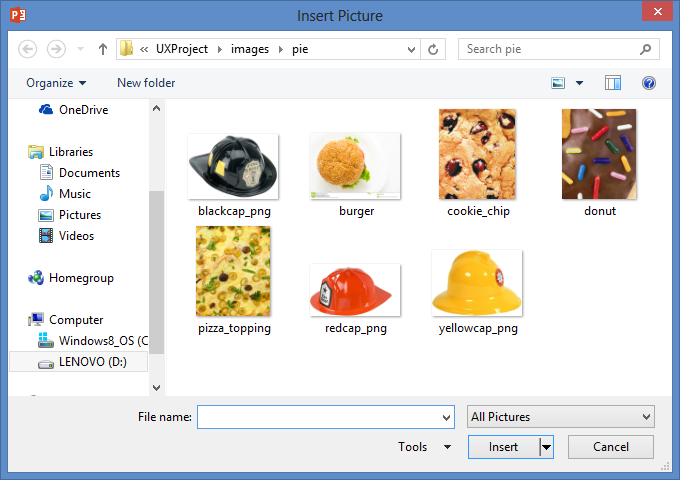 Insert Picture
« UXProject images pie
Search pie
Organize
New folder
OneDrive
Libraries
Documents
Music
Pictures
Videos
Homegroup
Computer
Windows8_OS (C
LENOVO (D:)
blackcap_png
burger
cookie_chip
donut
pizza_topping
redcap_png
yellowcap_png
File name:
All Pictures
Tools
Insert
Cancel